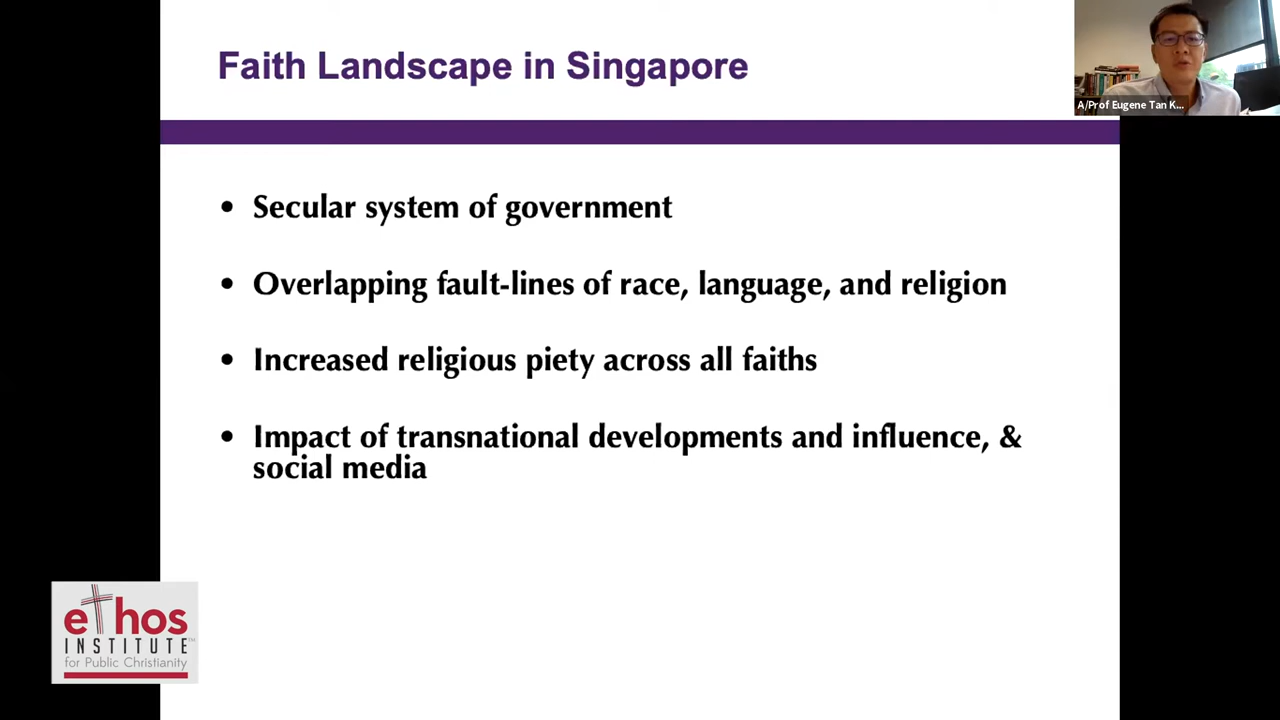 Faith Landscape in Singapore
A/Prof Eugene Tan K...
• Secular system of government
• Overlapping fault-lines of race, language, and religion
• Increased religious piety across all faiths
• Impact of transnational developments and influence, &
social media
ethos
INSTITUTE™
for Public Christianity